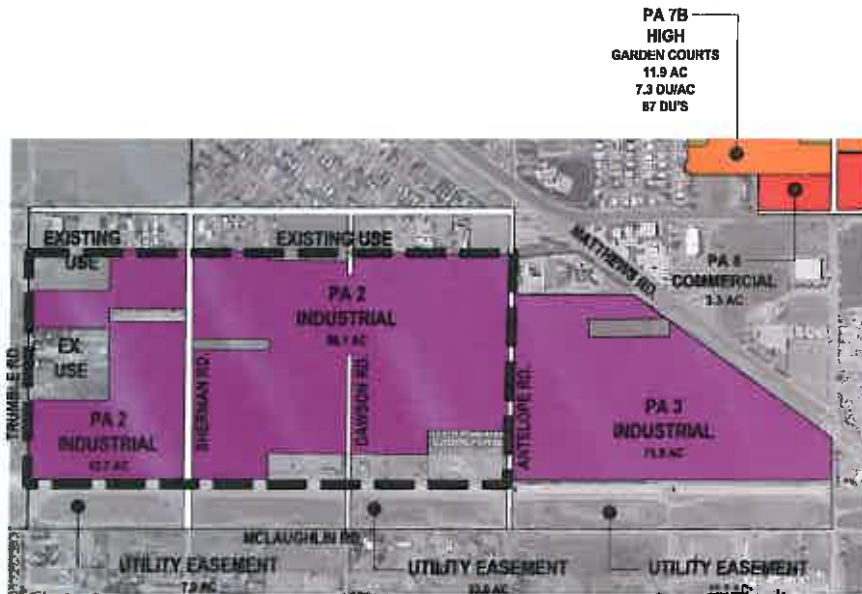 PA 7B
HIGH
GARDEN COURTS
11.9 AC
7.3 DU/AC
87 DU'S
EXISTING
USE
EXISTING USE
MATTHEWS RD.
COMMERCIAL
3.3 AC
PA 2
INDUSTRIAL
EX.
USE
TRUMBLE RD.
SHERMAN RD.
DAWSON RD.
ANTELOPE RD.
PA 2
INDUSTRIAL
PA 3
INDUSTRIAL
MCLAUGHLIN RD.
UTILITY EASEMENT
UTILITY EASEMENT
UTILITY EASEMENT